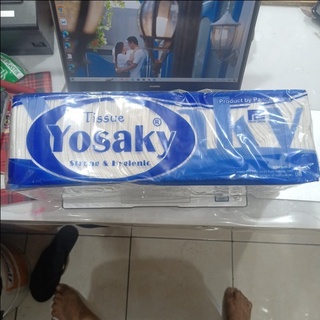 Tissue
Yosaky®
Strong & Hygienic
Product by P